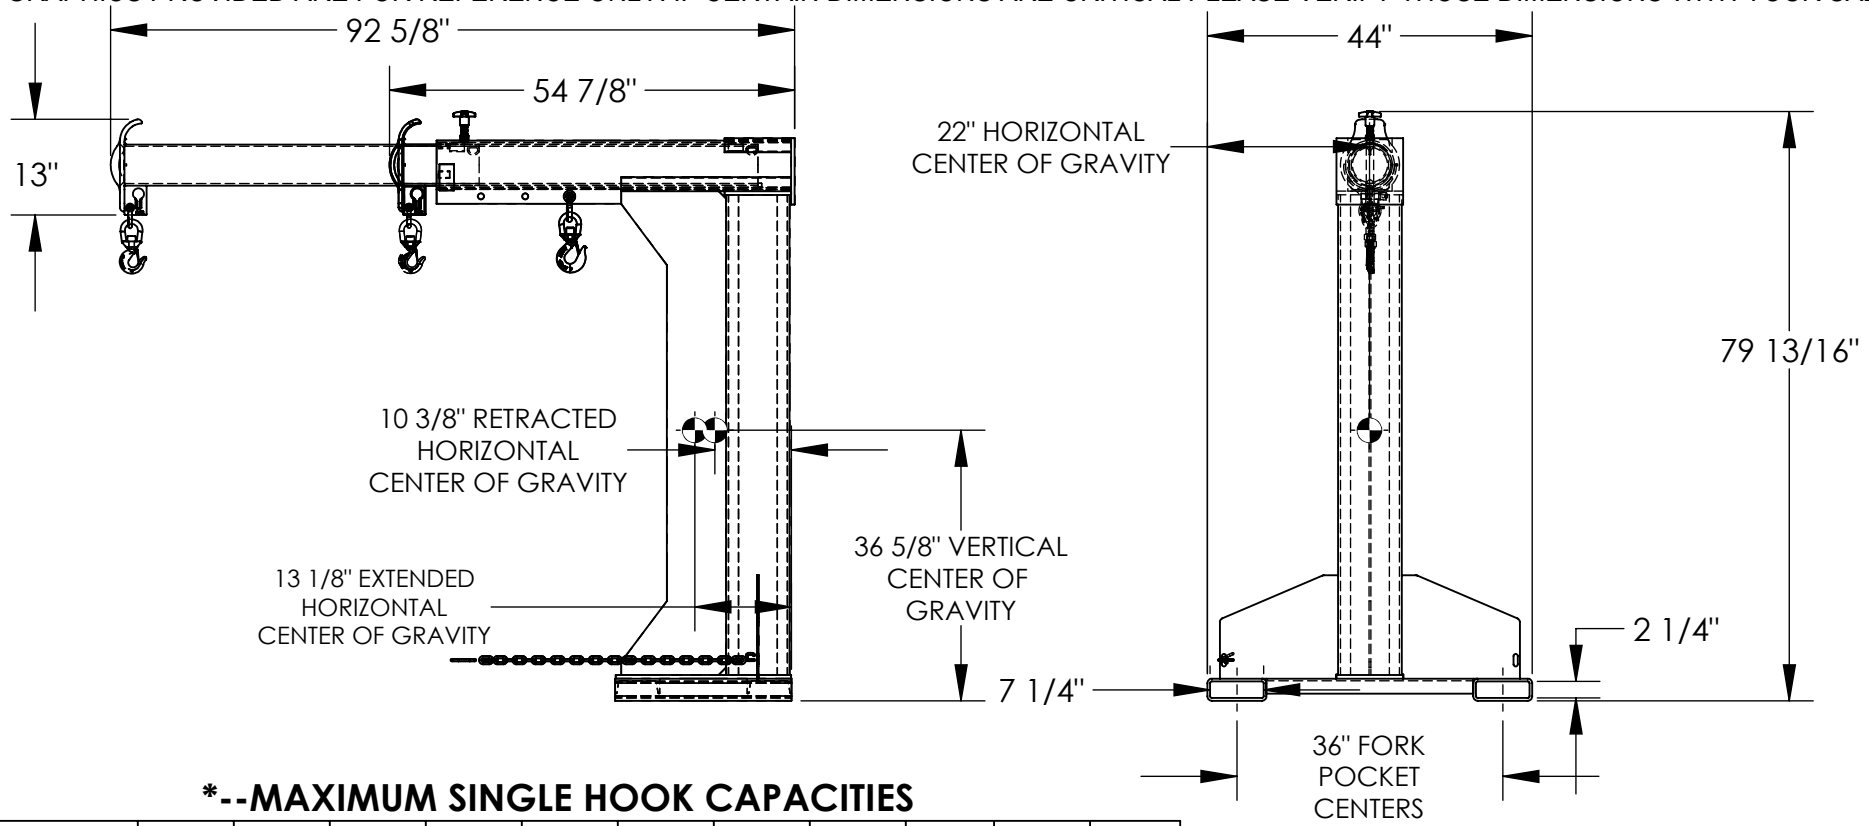 92 5/8"
44"
54 7/8"
22" HORIZONTAL
CENTER OF GRAVITY
13"
79 13/16"
10 3/8" RETRACTED
HORIZONTAL
CENTER OF GRAVITY
36 5/8" VERTICAL
CENTER OF
GRAVITY
13 1/8" EXTENDED
HORIZONTAL
CENTER OF GRAVITY
2 1/4"
7 1/4"
36" FORK
POCKET
CENTERS
*--MAXIMUM SINGLE HOOK CAPACITIES